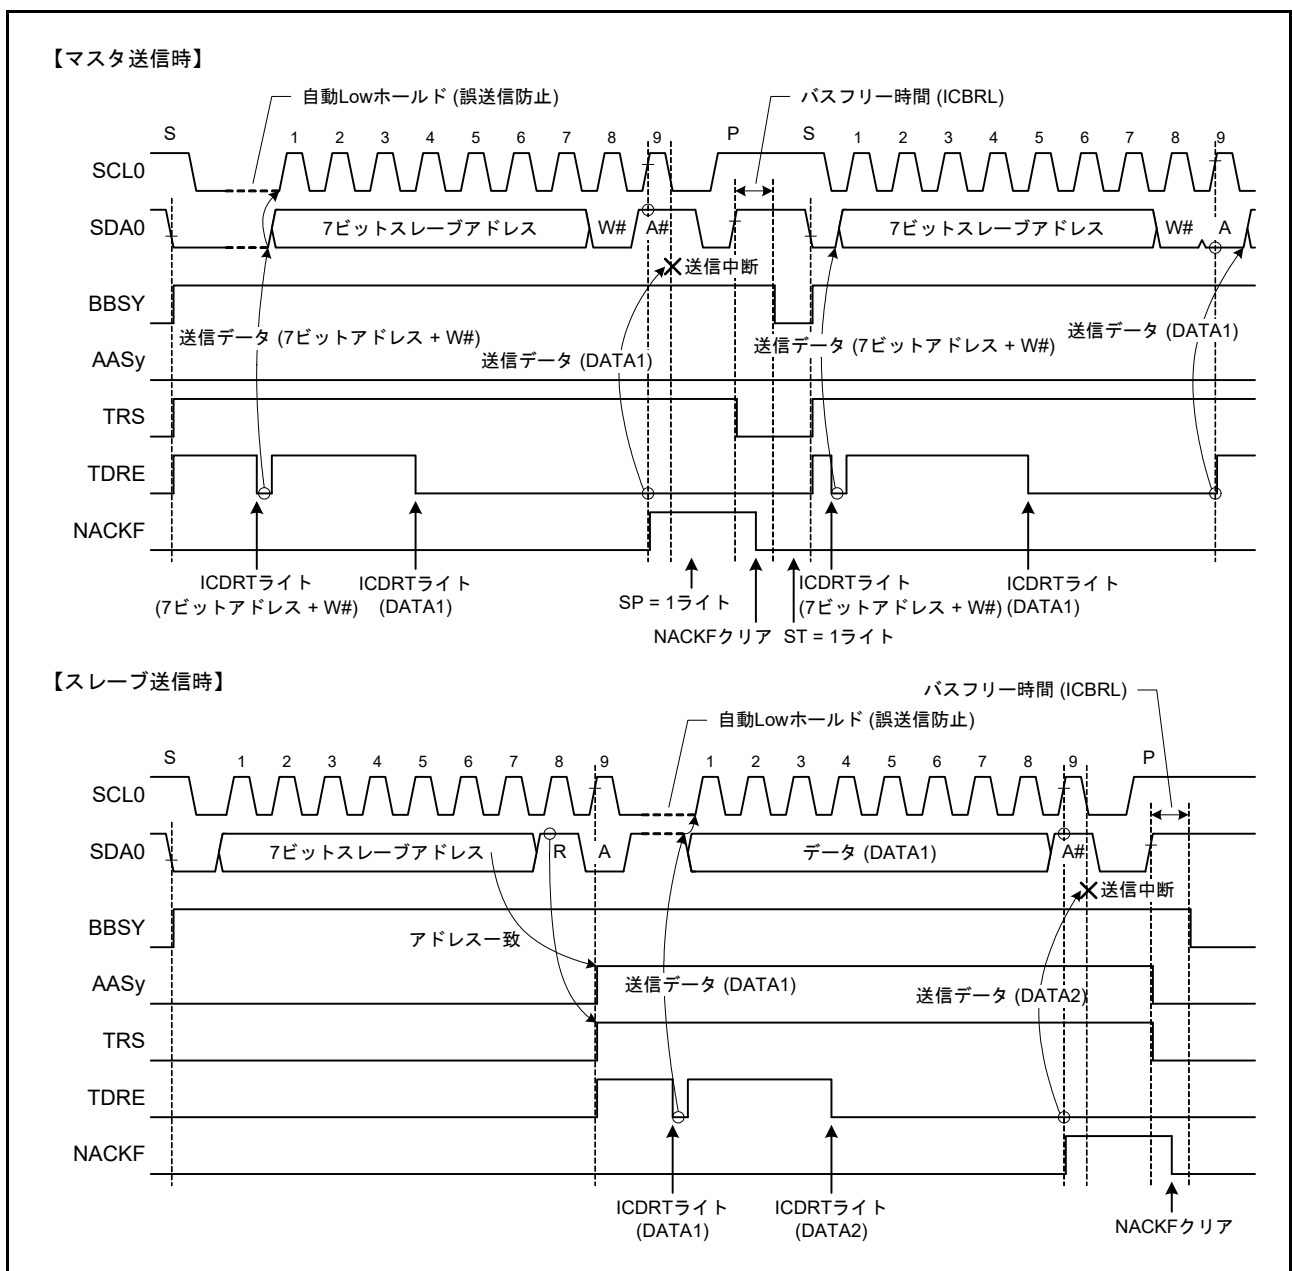 【マスタ送信時】
自動Lowホールド (誤送信防止)
バスフリー時間 (ICBRL)
S 1 2 3 4 5 6 7 8 9 P S 1 2 3 4 5 6 7 8 9
SCL0
SDA0 7ビットスレーブアドレス W# A# 7ビットスレーブアドレス W# A
送信中断
BBSY
送信データ (7ビットアドレス + W#) 送信データ (DATA1) 送信データ (7ビットアドレス + W#) 送信データ (DATA1)
AASy
TRS
TDRE
NACKF
ICDRTライト
(7ビットアドレス + W#)
ICDRTライト
(DATA1)
SP = 1ライト
NACKFクリア
ST = 1ライト
ICDRTライト
(7ビットアドレス + W#)
ICDRTライト
(DATA1)
【スレーブ送信時】
バスフリー時間 (ICBRL)
自動Lowホールド (誤送信防止)
S 1 2 3 4 5 6 7 8 9 1 2 3 4 5 6 7 8 9 P
SCL0
SDA0 7ビットスレーブアドレス R A データ (DATA1) A#
送信中断
BBSY
アドレス一致
AASy
送信データ (DATA1) 送信データ (DATA2)
TRS
TDRE
NACKF
ICDRTライト
(DATA1)
ICDRTライト
(DATA2)
NACKFクリア